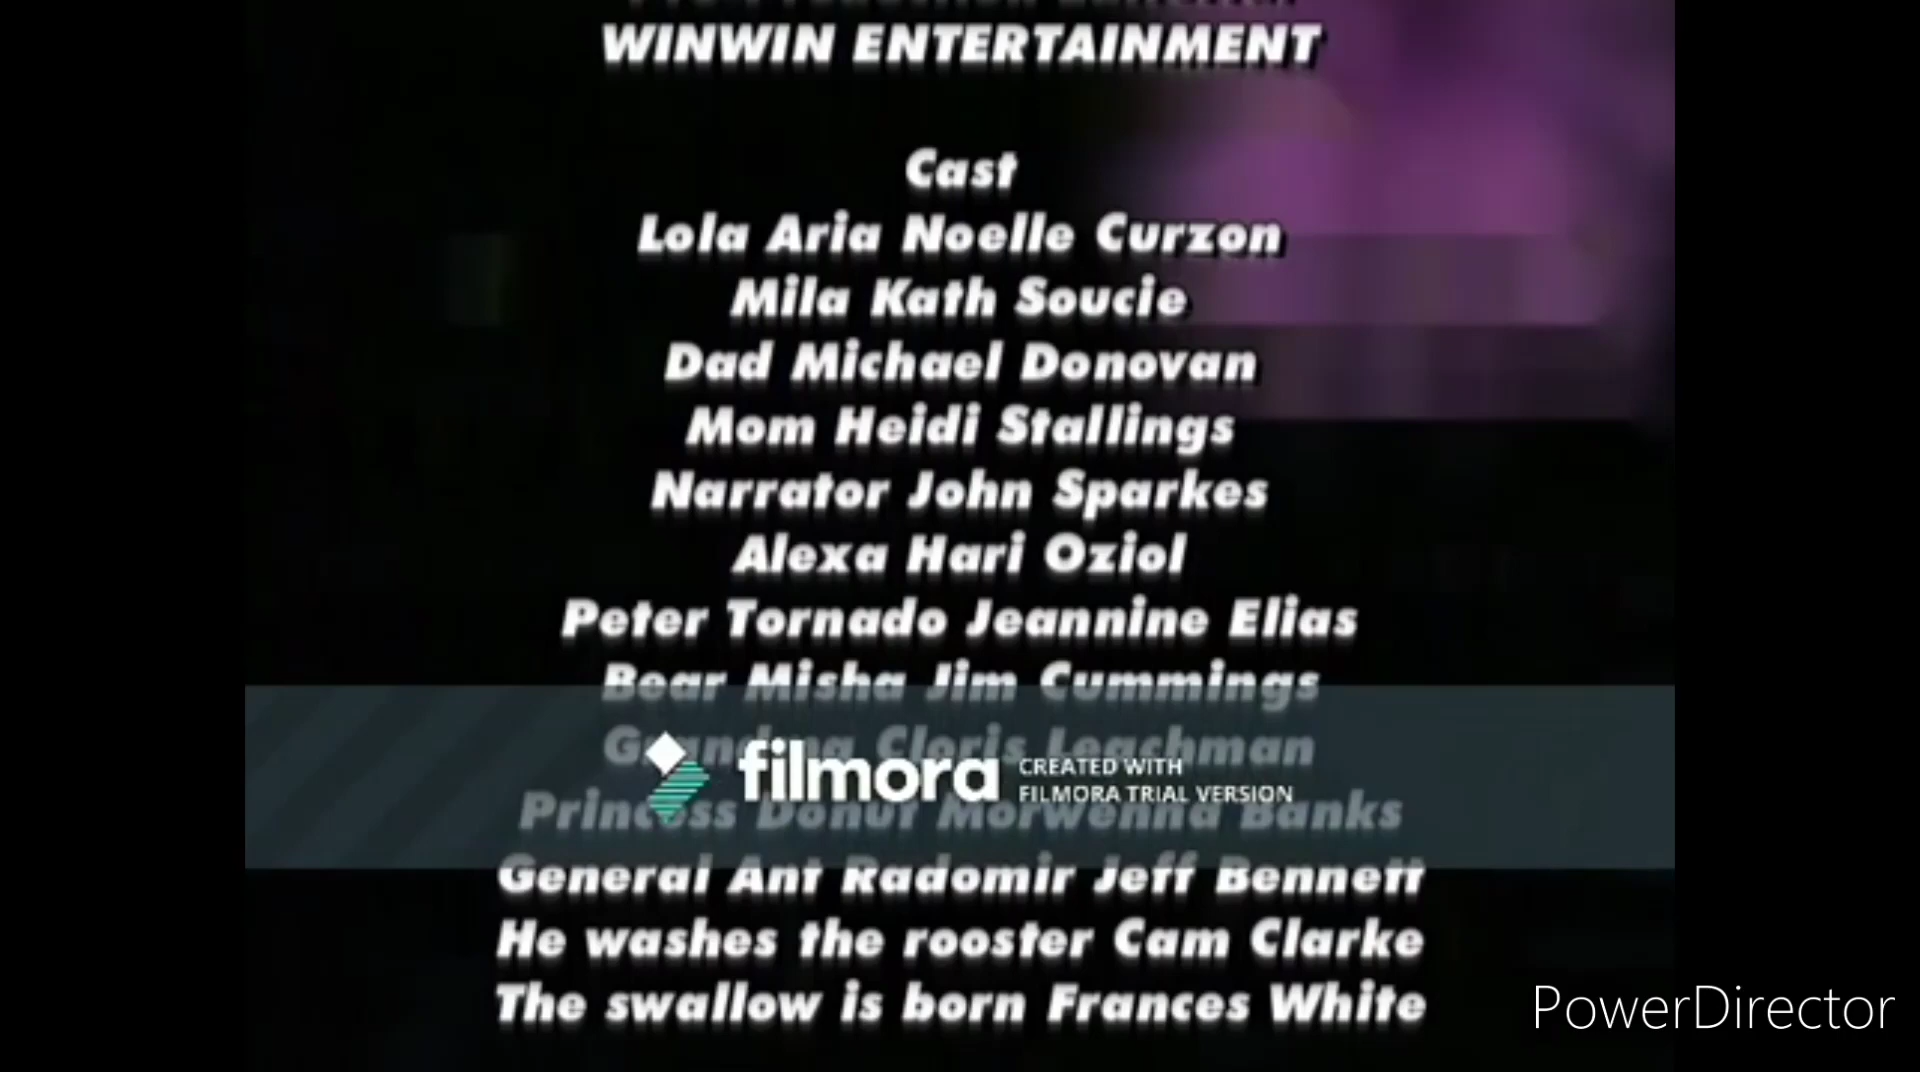 WINWIN ENTERTAINMENT
Cast
Lola Aria Noelle Curzon
Mila Kath Soucie
Dad Michael Donovan
Mom Heidi Stallings
Narrator John Sparkes
Alexa Hari Oziol
Peter Tornado Jeannine Elias
Bear Misha Jim Cummings
Grandma Cloris Leachman
filmora CREATED WITH
FILMORA TRIAL VERSION
Princess Donut Morwenna Banks
General Ant Radomir Jeff Bennett
He washes the rooster Cam Clarke
The swallow is born Frances White
PowerDirector